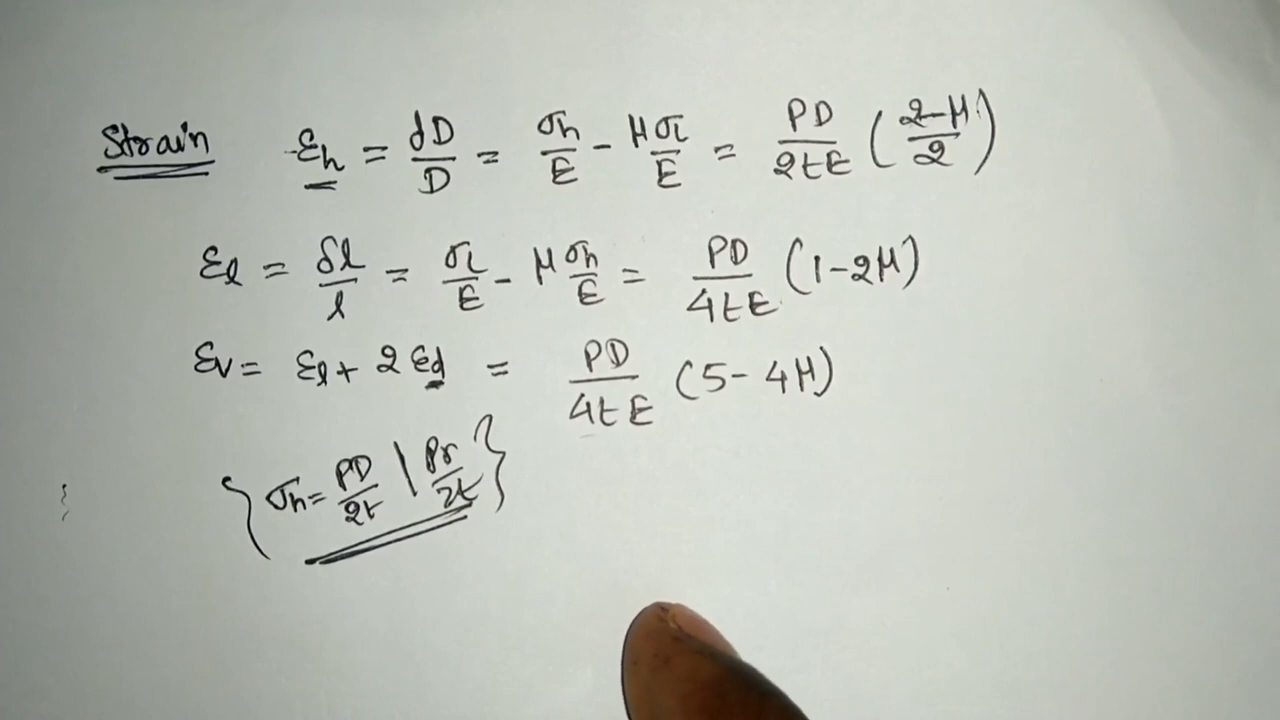 Strain εh = dD/D = σh/E - μσL/E = PD/2tE (2-μ/2)
εl = δl/l = σL/E - μσh/E = PD/4tE (1-2μ)
εv = εl + 2εd = PD/4tE (5-4μ)
{σh = PD/2t | Pr/2t}